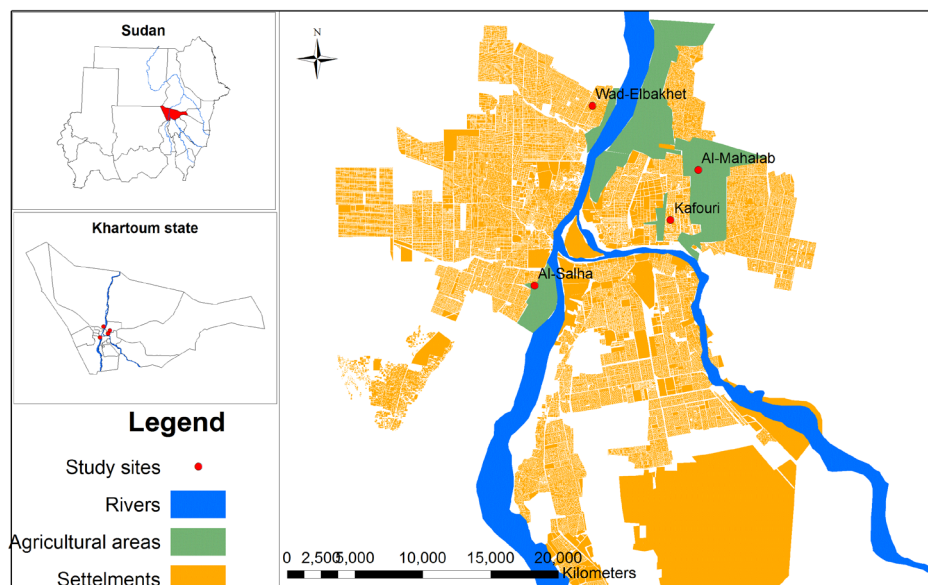 Sudan
Khartoum state
Legend
Study sites
Rivers
Agricultural areas
Settelments
N
Wad-Elbakhet
Al-Mahalab
Kafouri
Al-Salha
0 2,500 5,000 10,000 15,000 20,000
Kilometers